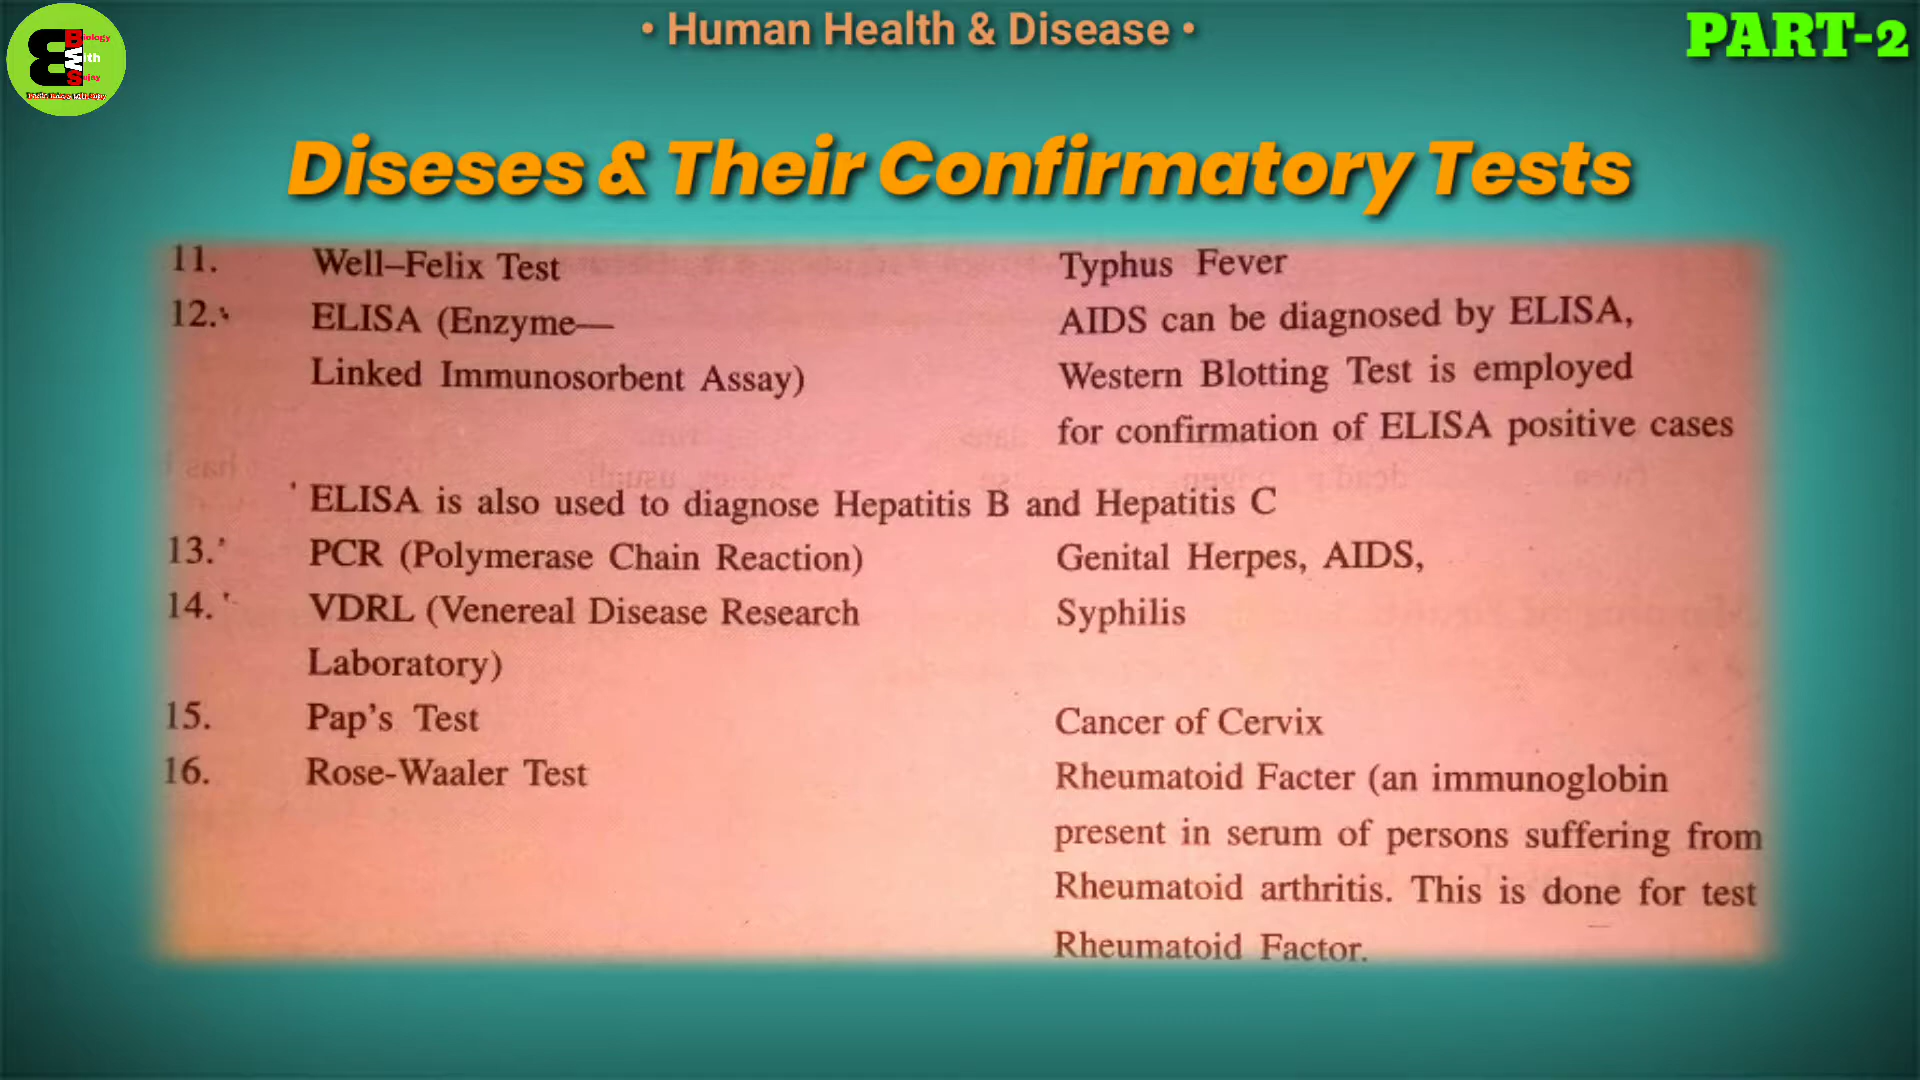 • Human Health & Disease •
PART-2
Biology
With
Sujoy
Diseses & Their Confirmatory Tests
11. Well–Felix Test Typhus Fever
12. ELISA (Enzyme— AIDS can be diagnosed by ELISA,
Linked Immunosorbent Assay) Western Blotting Test is employed
for confirmation of ELISA positive cases
ELISA is also used to diagnose Hepatitis B and Hepatitis C
13. PCR (Polymerase Chain Reaction) Genital Herpes, AIDS,
14. VDRL (Venereal Disease Research Syphilis
Laboratory)
15. Pap's Test Cancer of Cervix
16. Rose-Waaler Test Rheumatoid Facter (an immunoglobin
present in serum of persons suffering from
Rheumatoid arthritis. This is done for test
Rheumatoid Factor.